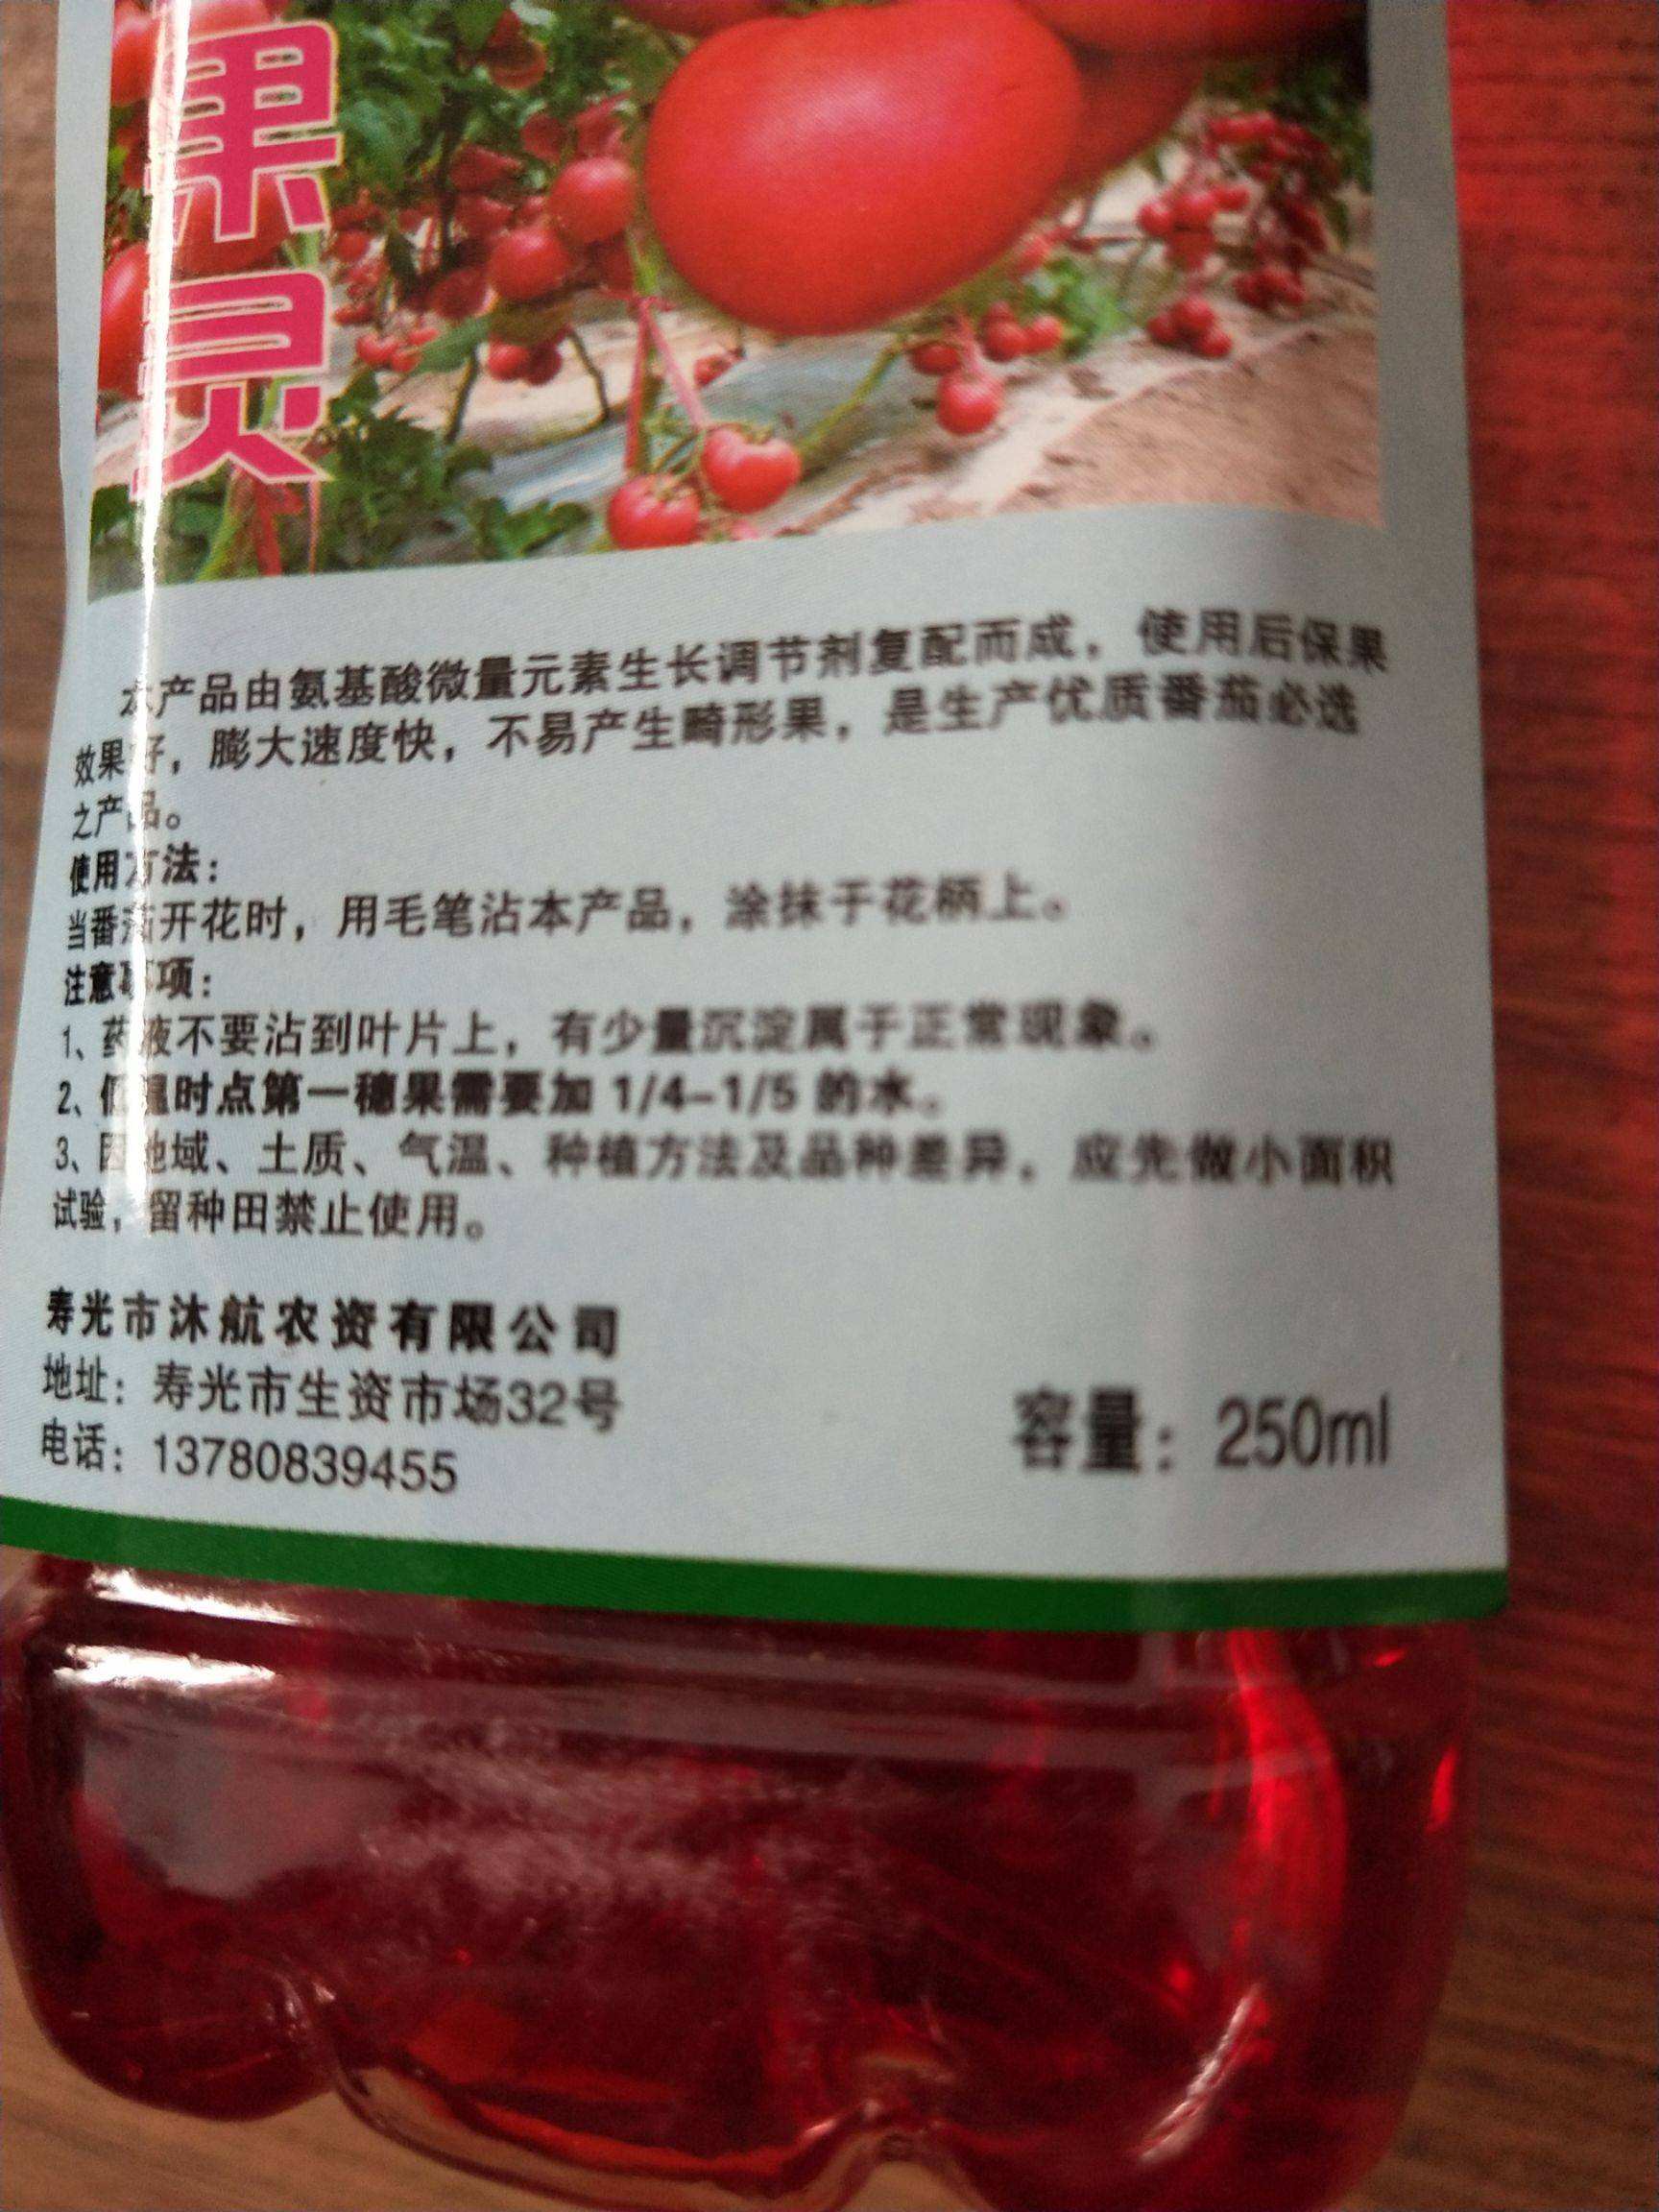 果灵
本产品由氨基酸微量元素生长调节剂复配而成，使用后保果
效果好，膨大速度快，不易产生畸形果，是生产优质番茄必选
之产品。
使用方法：
当番茄开花时，用毛笔沾本产品，涂抹于花柄上。
注意事项：
1、药液不要沾到叶片上，有少量沉淀属于正常现象。
2、低温时点第一穗果需要加 1/4-1/5 的水。
3、因地域、土质、气温、种植方法及品种差异，应先做小面积
试验，留种田禁止使用。
寿光市沐航农资有限公司
地址：寿光市生资市场32号
电话：13780839455
容量：250ml